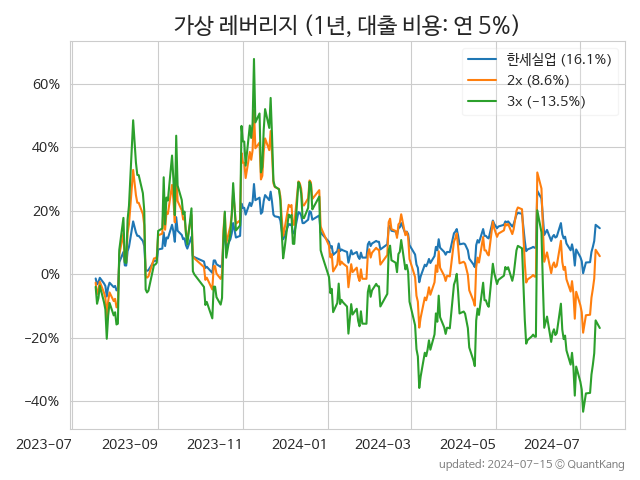 가상 레버리지 (1년, 대출 비용: 연 5%)
한세실업 (16.1%)
2x (8.6%)
3x (−13.5%)
60%
40%
20%
0%
−20%
−40%
2023-07 2023-09 2023-11 2024-01 2024-03 2024-05 2024-07
updated: 2024-07-15 © QuantKang